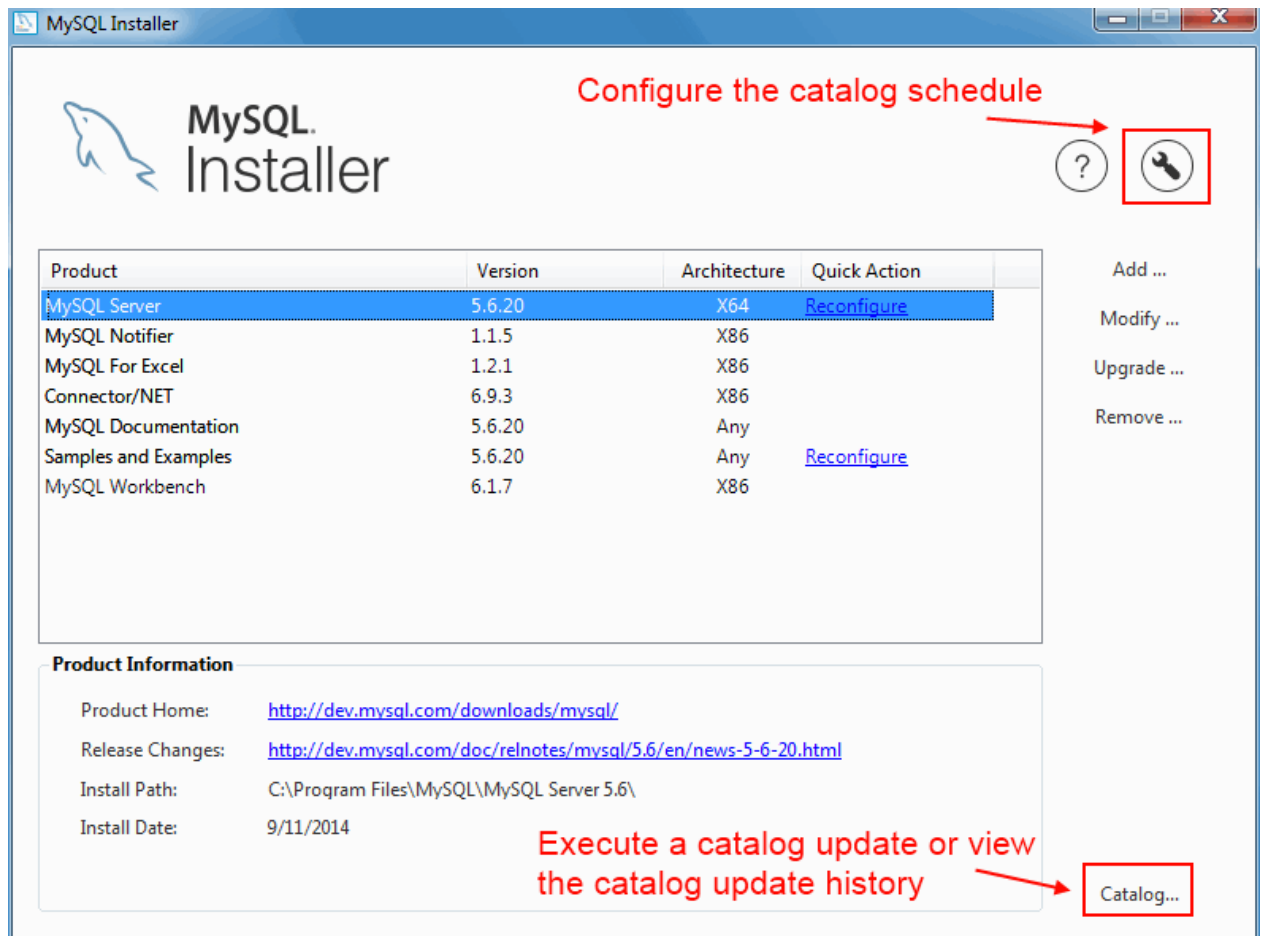 MySQL Installer
Configure the catalog schedule
MySQL.
Installer
?
Product Version Architecture Quick Action
MySQL Server 5.6.20 X64 Reconfigure
MySQL Notifier 1.1.5 X86
MySQL For Excel 1.2.1 X86
Connector/NET 6.9.3 X86
MySQL Documentation 5.6.20 Any
Samples and Examples 5.6.20 Any Reconfigure
MySQL Workbench 6.1.7 X86
Add ...
Modify ...
Upgrade ...
Remove ...
Product Information
Product Home: http://dev.mysql.com/downloads/mysql/
Release Changes: http://dev.mysql.com/doc/relnotes/mysql/5.6/en/news-5-6-20.html
Install Path: C:\Program Files\MySQL\MySQL Server 5.6\
Install Date: 9/11/2014
Execute a catalog update or view
the catalog update history
Catalog...